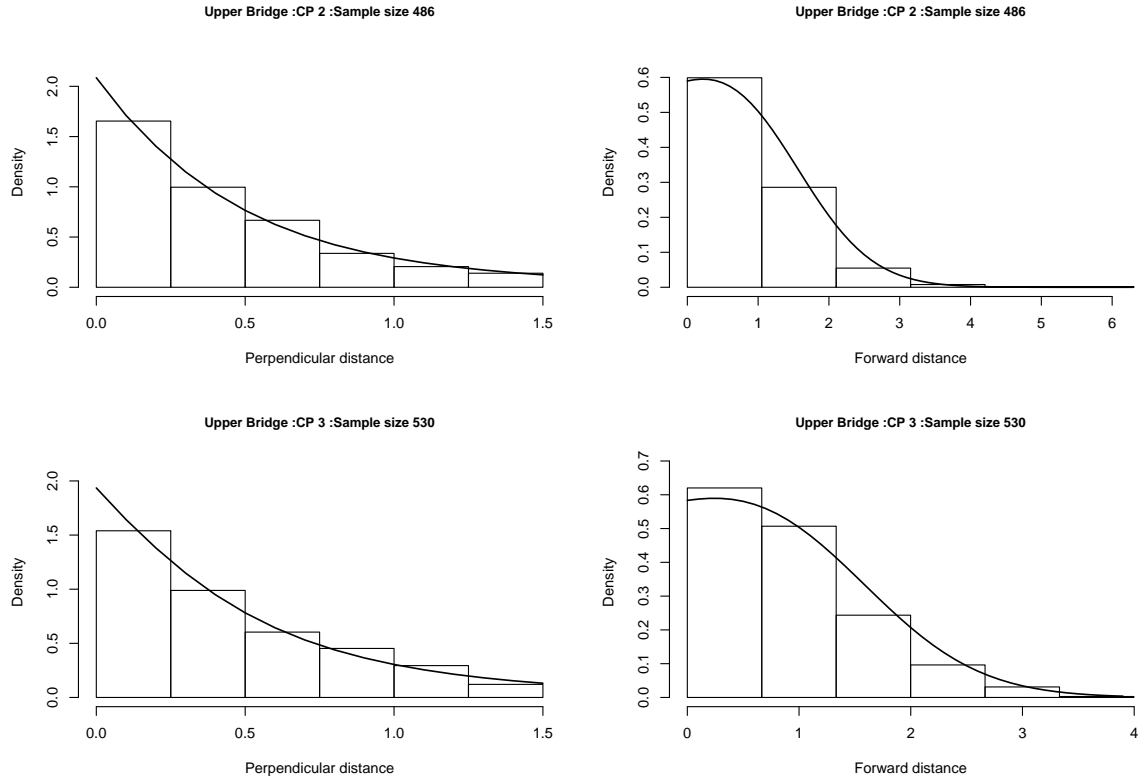 Upper Bridge :CP 2 :Sample size 486
Density
0.0 0.5 1.0 1.5 2.0
0.0 0.5 1.0 1.5
Perpendicular distance
Upper Bridge :CP 2 :Sample size 486
Density
0.0 0.1 0.2 0.3 0.4 0.5 0.6
0 1 2 3 4 5 6
Forward distance
Upper Bridge :CP 3 :Sample size 530
Density
0.0 0.5 1.0 1.5 2.0
0.0 0.5 1.0 1.5
Perpendicular distance
Upper Bridge :CP 3 :Sample size 530
Density
0.0 0.1 0.2 0.3 0.4 0.5 0.6 0.7
0 1 2 3 4
Forward distance